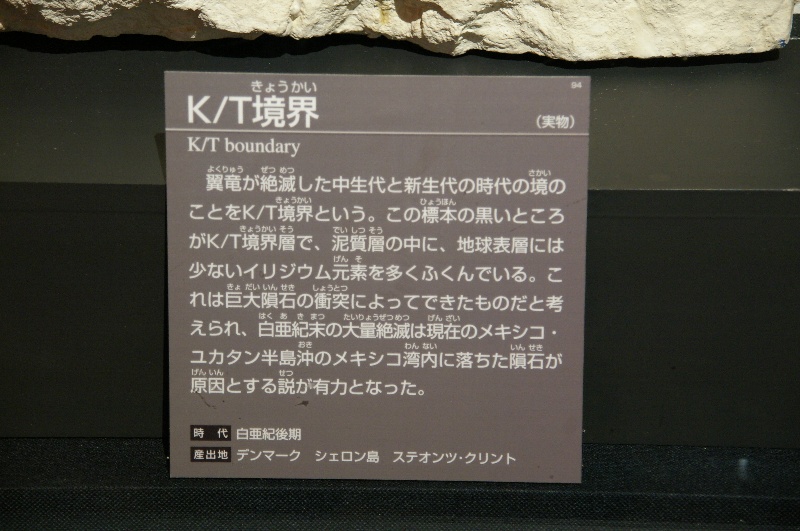 94
K/T境界
きょうかい
（実物）
K/T boundary
翼竜が絶滅した中生代と新生代の時代の境の
ことをK/T境界という。この標本の黒いところ
がK/T境界層で、泥質層の中に、地球表層には
少ないイリジウム元素を多くふくんでいる。こ
れは巨大隕石の衝突によってできたものだと考
えられ、白亜紀末の大量絶滅は現在のメキシコ・
ユカタン半島沖のメキシコ湾内に落ちた隕石が
原因とする説が有力となった。
時代 白亜紀後期
産出地 デンマーク シェロン島 ステオンツ・クリント